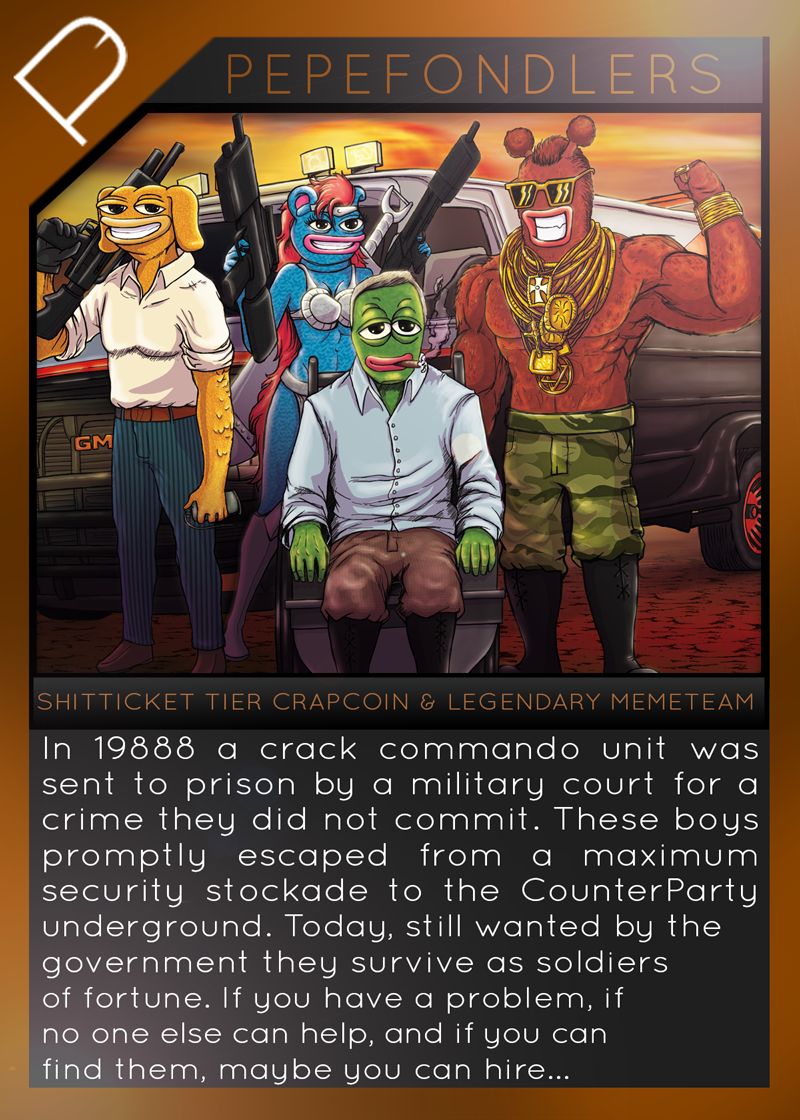 PEPEFONDLERS
GM
SHITTICKET TIER CRAPCOIN & LEGENDARY MEMETEAM
In 19888 a crack commando unit was
sent to prison by a military court for a
crime they did not commit. These boys
promptly escaped from a maximum
security stockade to the CounterParty
underground. Today, still wanted by the
government they survive as soldiers
of fortune. If you have a problem, if
no one else can help, and if you can
find them, maybe you can hire...